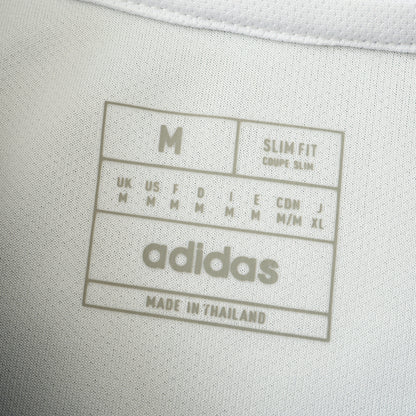 M
SLIM FIT
COUPE SLIM
UK US F D I E CDN J
M M M M M M M/M XL
adidas
MADE IN THAILAND